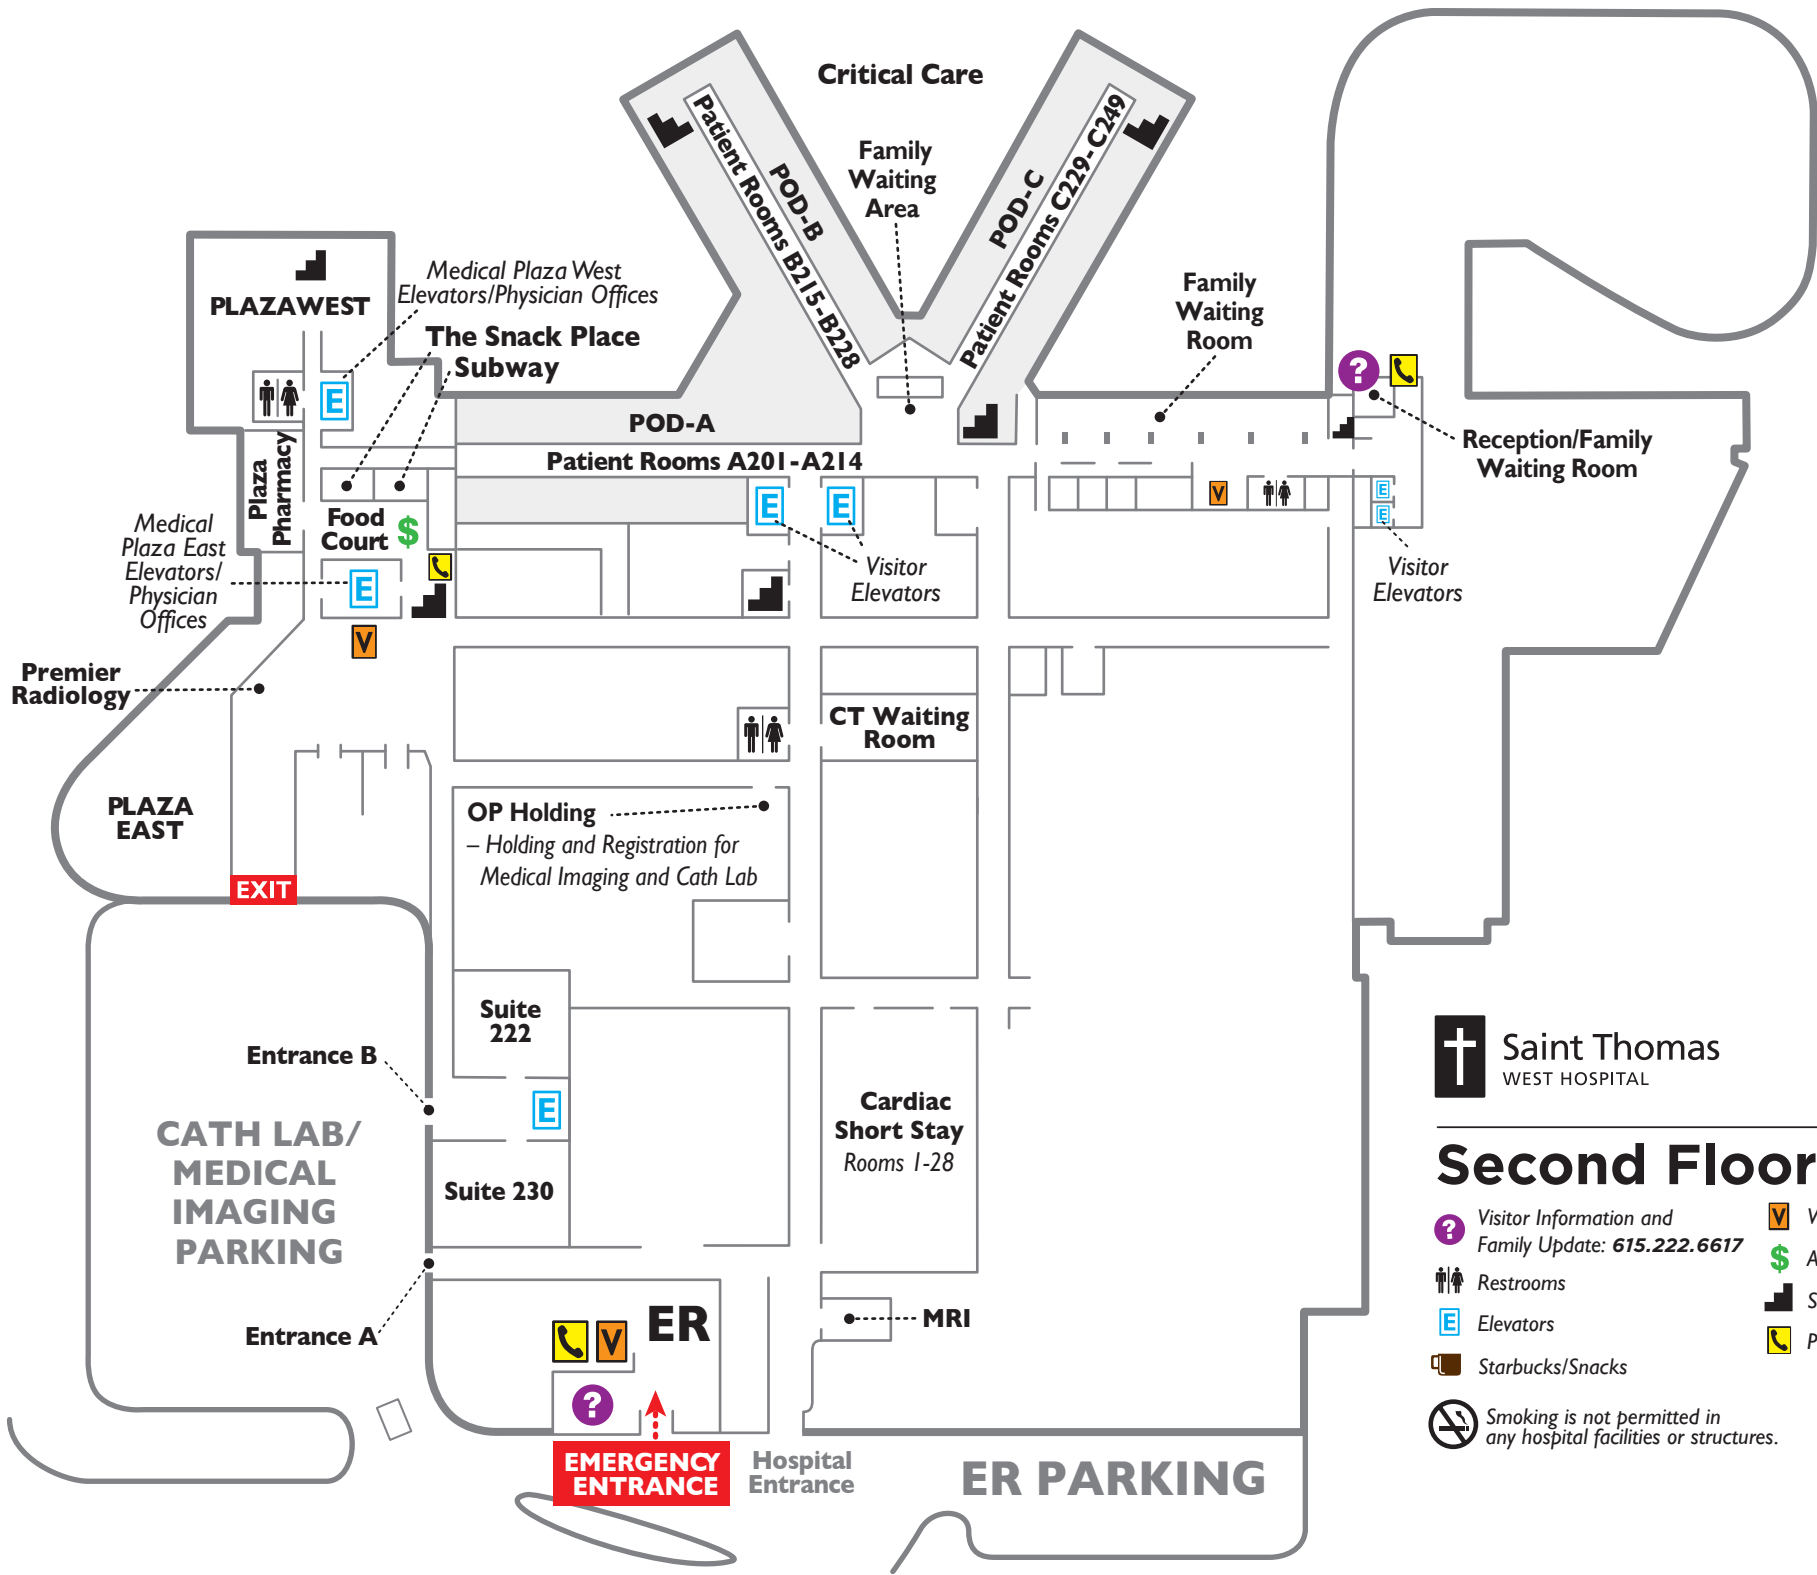 Critical Care
Family
Waiting
Area
POD-B
Patient Rooms B215-B228
POD-C
Patient Rooms C229-C249
PLAZA WEST
Medical Plaza West
Elevators/Physician Offices
The Snack Place
Subway
E
POD-A
Patient Rooms A201-A214
Family
Waiting
Room
?
Reception/Family
Waiting Room
Plaza
Pharmacy
Food
Court
$
Medical
Plaza East
Elevators/
Physician
Offices
E
V
E
E
Visitor
Elevators
V
E
E
Visitor
Elevators
Premier
Radiology
CT Waiting
Room
PLAZA
EAST
EXIT
OP Holding
– Holding and Registration for
Medical Imaging and Cath Lab
Suite
222
Entrance B
E
CATH LAB/
MEDICAL
IMAGING
PARKING
Suite 230
Cardiac
Short Stay
Rooms 1-28
Entrance A
ER
V
?
MRI
EMERGENCY
ENTRANCE
Hospital
Entrance
ER PARKING
Saint Thomas
WEST HOSPITAL
Second Floor
?
Visitor Information and
Family Update: 615.222.6617
Restrooms
E
Elevators
Starbucks/Snacks
V
V
$
A
S
P
Smoking is not permitted in
any hospital facilities or structures.